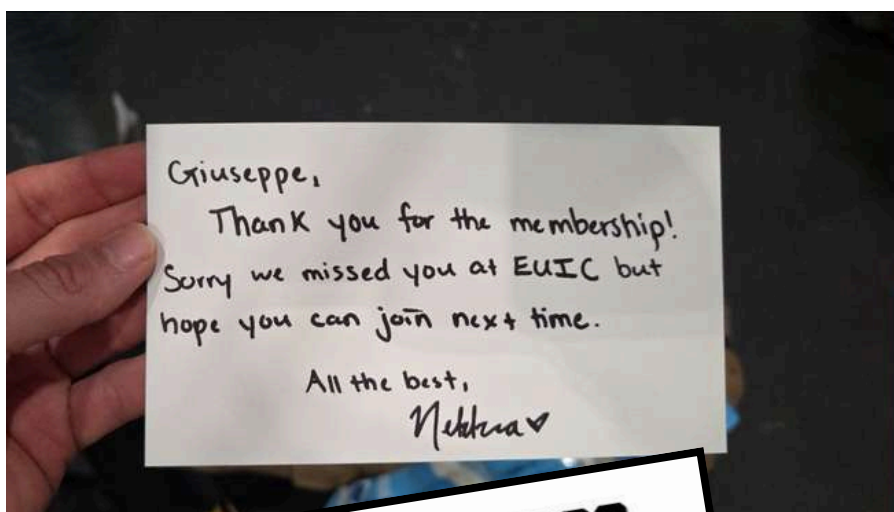 Giuseppe,
Thank you for the membership!
Sorry we missed you at EUIC but
hope you can join next time.
All the best,